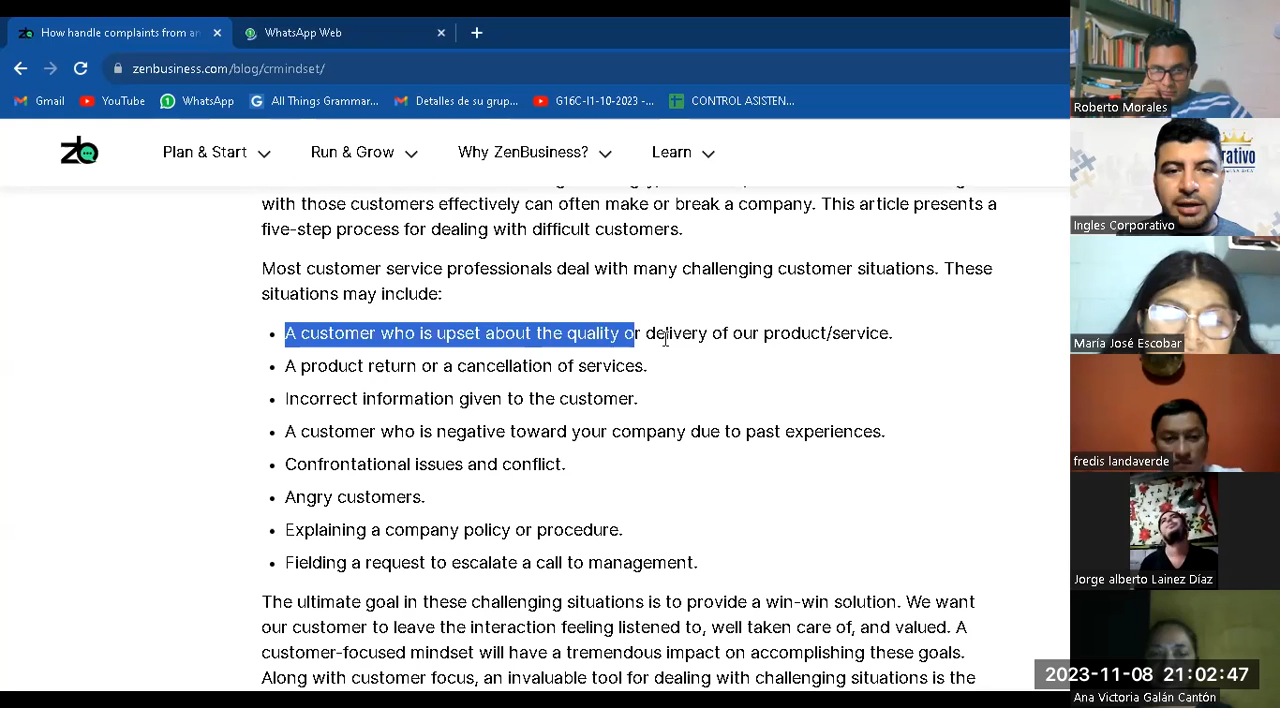 How handle complaints from an
WhatsApp Web
zenbusiness.com/blog/crmindset/
Gmail
YouTube
WhatsApp
All Things Grammar...
Detalles de su grup...
G16C-I1-10-2023 -...
CONTROL ASISTEN...
zb
Plan & Start
Run & Grow
Why ZenBusiness?
Learn
with those customers effectively can often make or break a company. This article presents a
five-step process for dealing with difficult customers.
Most customer service professionals deal with many challenging customer situations. These
situations may include:
• A customer who is upset about the quality or delivery of our product/service.
• A product return or a cancellation of services.
• Incorrect information given to the customer.
• A customer who is negative toward your company due to past experiences.
• Confrontational issues and conflict.
• Angry customers.
• Explaining a company policy or procedure.
• Fielding a request to escalate a call to management.
The ultimate goal in these challenging situations is to provide a win-win solution. We want
our customer to leave the interaction feeling listened to, well taken care of, and valued. A
customer-focused mindset will have a tremendous impact on accomplishing these goals.
Along with customer focus, an invaluable tool for dealing with challenging situations is the
Roberto Morales
Ingles Corporativo
María José Escobar
fredis landaverde
Jorge alberto Lainez Díaz
2023-11-08 21:02:47
Ana Victoria Galán Cantón